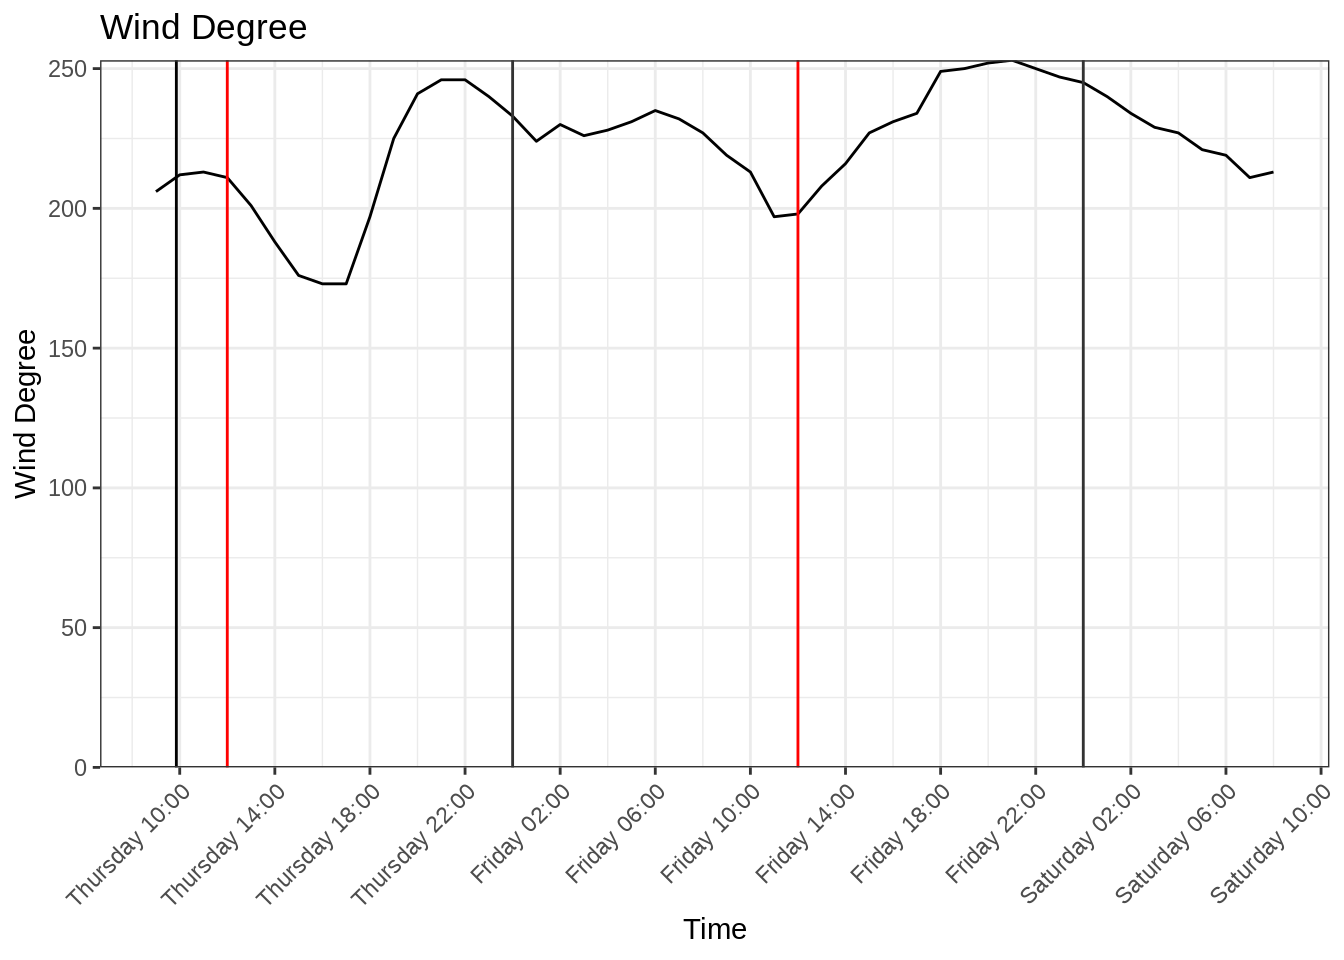 Wind Degree
Wind Degree
250
200
150
100
50
0
Thursday 10:00
Thursday 14:00
Thursday 18:00
Thursday 22:00
Friday 02:00
Friday 06:00
Friday 10:00
Friday 14:00
Friday 18:00
Friday 22:00
Saturday 02:00
Saturday 06:00
Saturday 10:00
Time